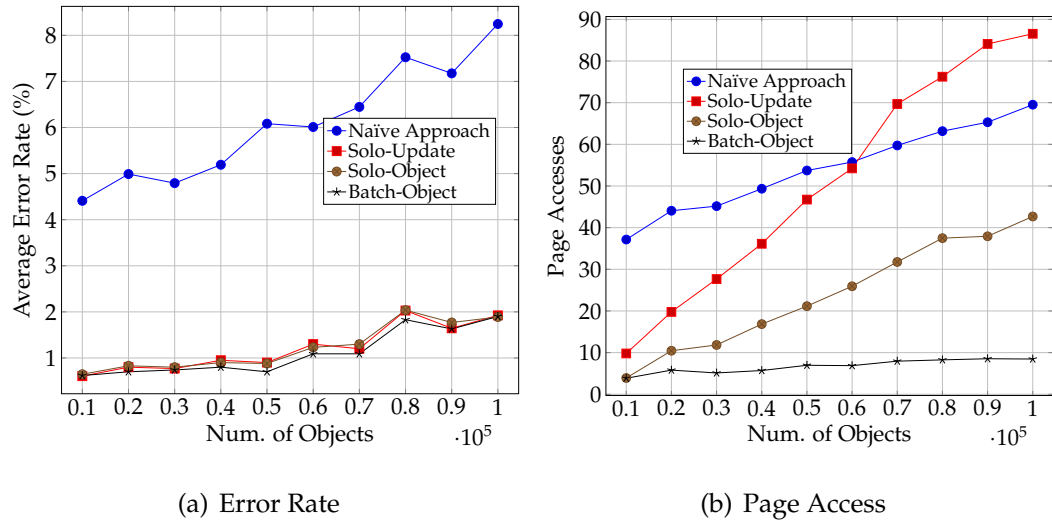 8
7
6
5
4
3
2
1
Average Error Rate (%)
Naïve Approach
Solo-Update
Solo-Object
Batch-Object
0.1 0.2 0.3 0.4 0.5 0.6 0.7 0.8 0.9 1
Num. of Objects
·10⁵
(a) Error Rate
90
80
70
60
50
40
30
20
10
0
Page Accesses
Naïve Approach
Solo-Update
Solo-Object
Batch-Object
0.1 0.2 0.3 0.4 0.5 0.6 0.7 0.8 0.9 1
Num. of Objects
·10⁵
(b) Page Access